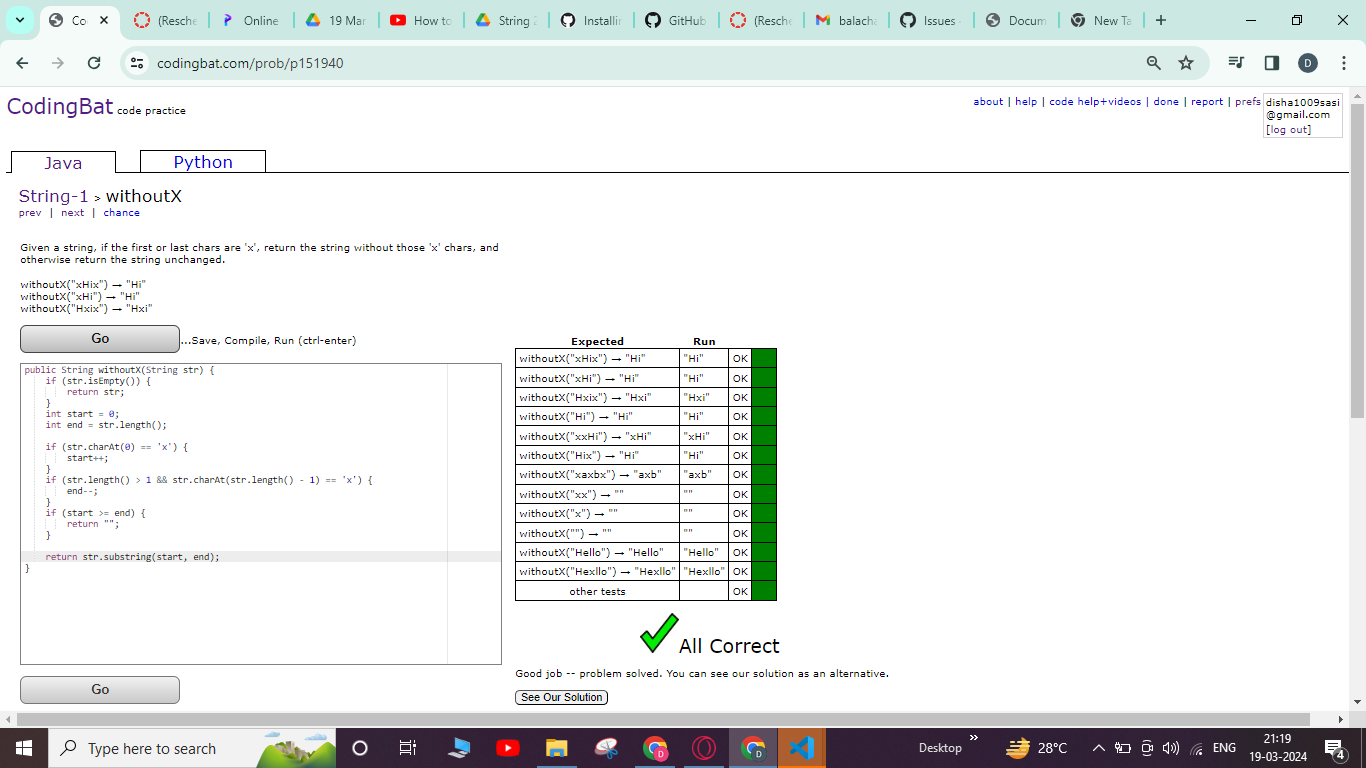 Co
(Resche
Online
19 Mar
How to
String 2
Installin
GitHub
(Resche
balacha
Issues
Docum
New Ta
codingbat.com/prob/p151940
D
CodingBat code practice
about | help | code help+videos | done | report | prefs
disha1009sasi
@gmail.com
[log out]
Java
Python
String-1 > withoutX
prev | next | chance
Given a string, if the first or last chars are 'x', return the string without those 'x' chars, and
otherwise return the string unchanged.
withoutX("xHix") → "Hi"
withoutX("xHi") → "Hi"
withoutX("Hxix") → "Hxi"
Go
...Save, Compile, Run (ctrl-enter)
public String withoutX(String str) {
if (str.isEmpty()) {
return str;
}
int start = 0;
int end = str.length();
if (str.charAt(0) == 'x') {
start++;
}
if (str.length() > 1 && str.charAt(str.length() - 1) == 'x') {
end--;
}
if (start >= end) {
return "";
}
return str.substring(start, end);
}
Go
Expected Run
withoutX("xHix") → "Hi" "Hi" OK
withoutX("xHi") → "Hi" "Hi" OK
withoutX("Hxix") → "Hxi" "Hxi" OK
withoutX("Hi") → "Hi" "Hi" OK
withoutX("xxHi") → "xHi" "xHi" OK
withoutX("Hix") → "Hi" "Hi" OK
withoutX("xaxbx") → "axb" "axb" OK
withoutX("xx") → "" "" OK
withoutX("x") → "" "" OK
withoutX("") → "" "" OK
withoutX("Hello") → "Hello" "Hello" OK
withoutX("Hexllo") → "Hexllo" "Hexllo" OK
other tests OK
All Correct
Good job -- problem solved. You can see our solution as an alternative.
See Our Solution
Type here to search
D
D
Desktop
28°C
ENG
21:19
19-03-2024
4